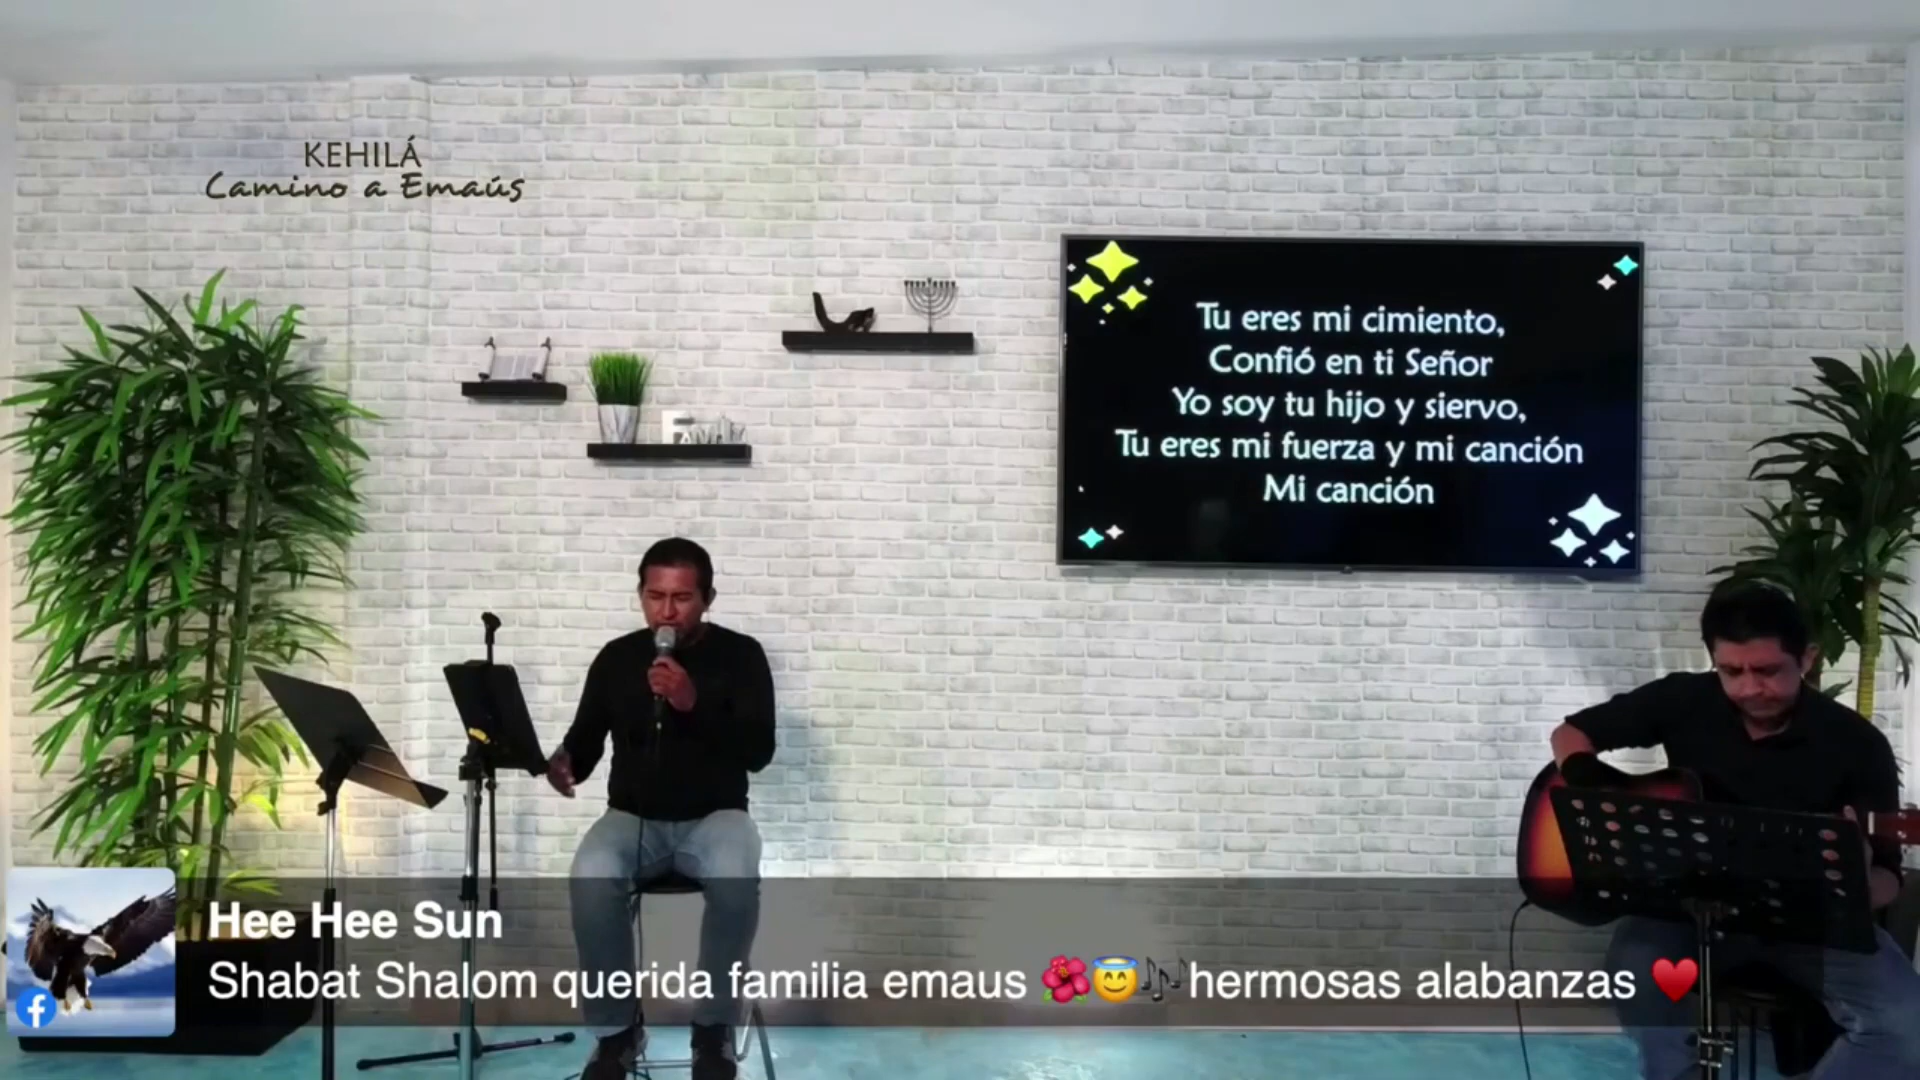 KEHILÁ
Camino a Emaús
Tu eres mi cimiento,
Confió en ti Señor
Yo soy tu hijo y siervo,
Tu eres mi fuerza y mi canción
Mi canción
Family
Hee Hee Sun
Shabat Shalom querida familia emaus 🌺😇🎶hermosas alabanzas ♥️